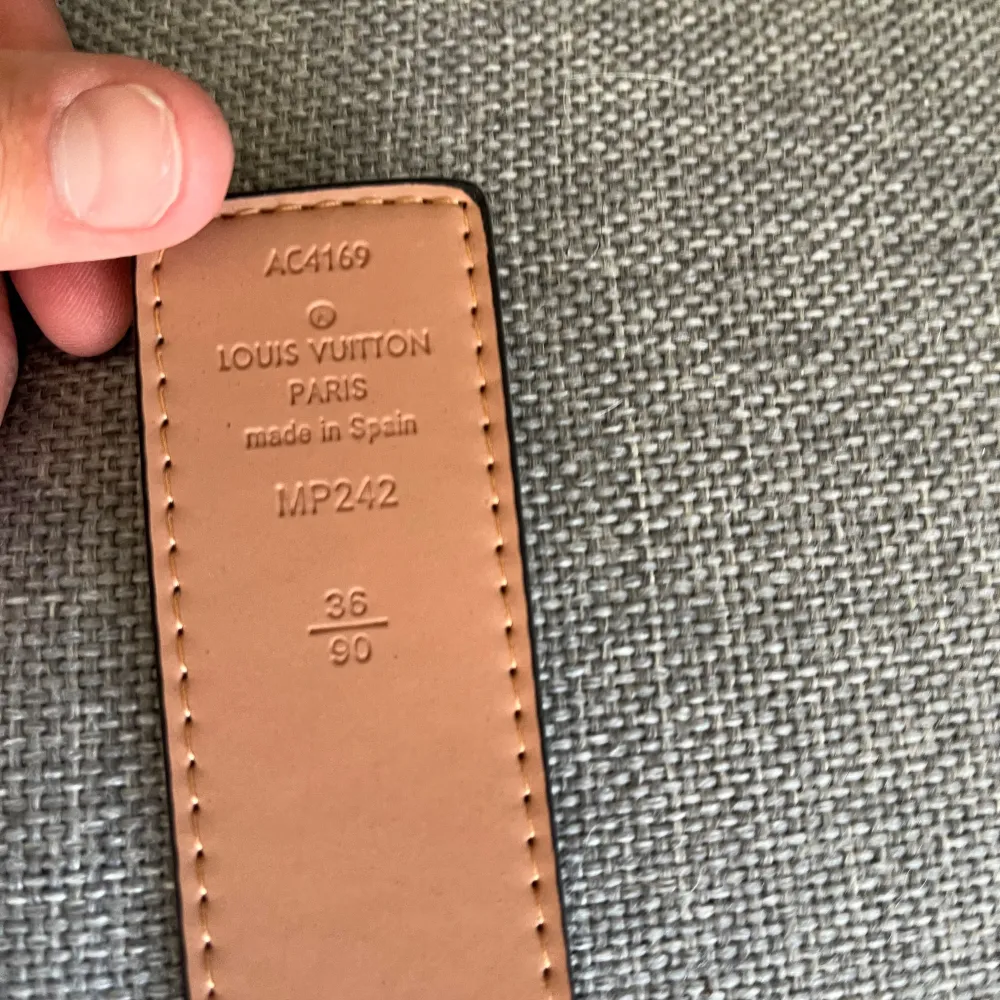 AC4169
LOUIS VUITTON
PARIS
made in Spain
MP242
36
90